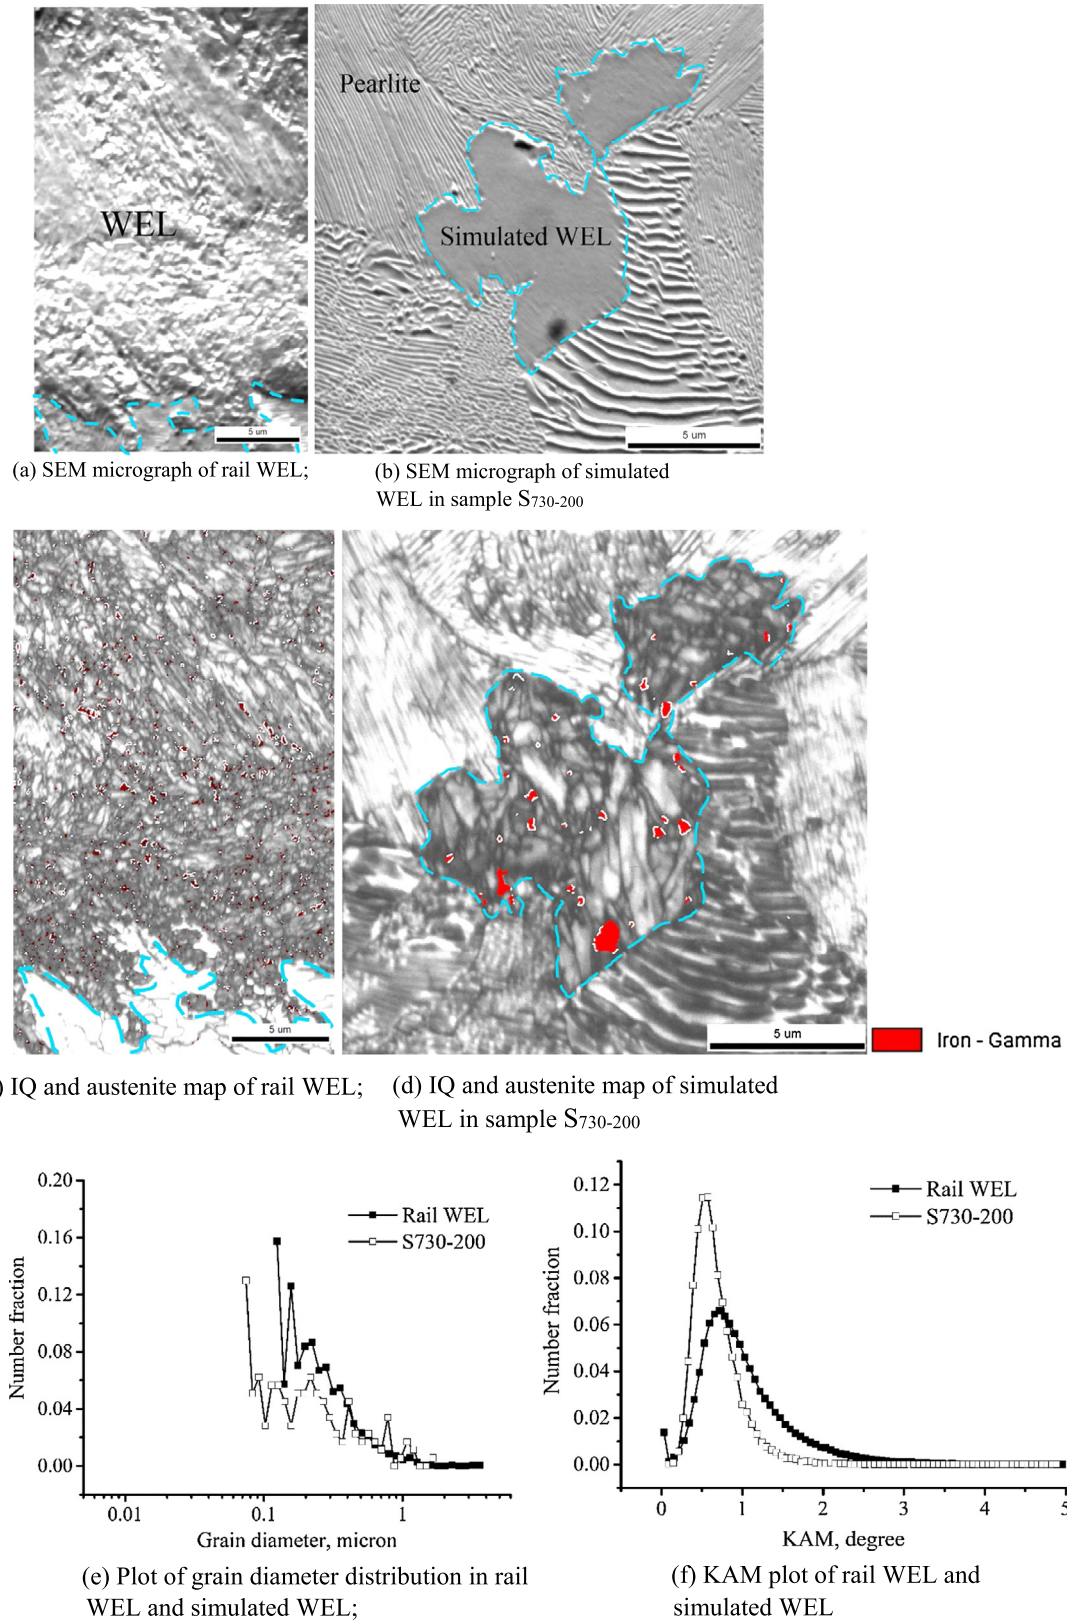 WEL
5 um
Pearlite
Simulated WEL
5 um
(a) SEM micrograph of rail WEL;
(b) SEM micrograph of simulated
WEL in sample S730-200
5 um
5 um
Iron - Gamma
) IQ and austenite map of rail WEL;
(d) IQ and austenite map of simulated
WEL in sample S730-200
0.20
0.16
0.12
0.08
0.04
0.00
Number fraction
Rail WEL
S730-200
0.01
0.1
1
Grain diameter, micron
(e) Plot of grain diameter distribution in rail
WEL and simulated WEL;
0.12
0.10
0.08
0.06
0.04
0.02
0.00
Number fraction
Rail WEL
S730-200
0
1
2
3
4
5
KAM, degree
(f) KAM plot of rail WEL and
simulated WEL